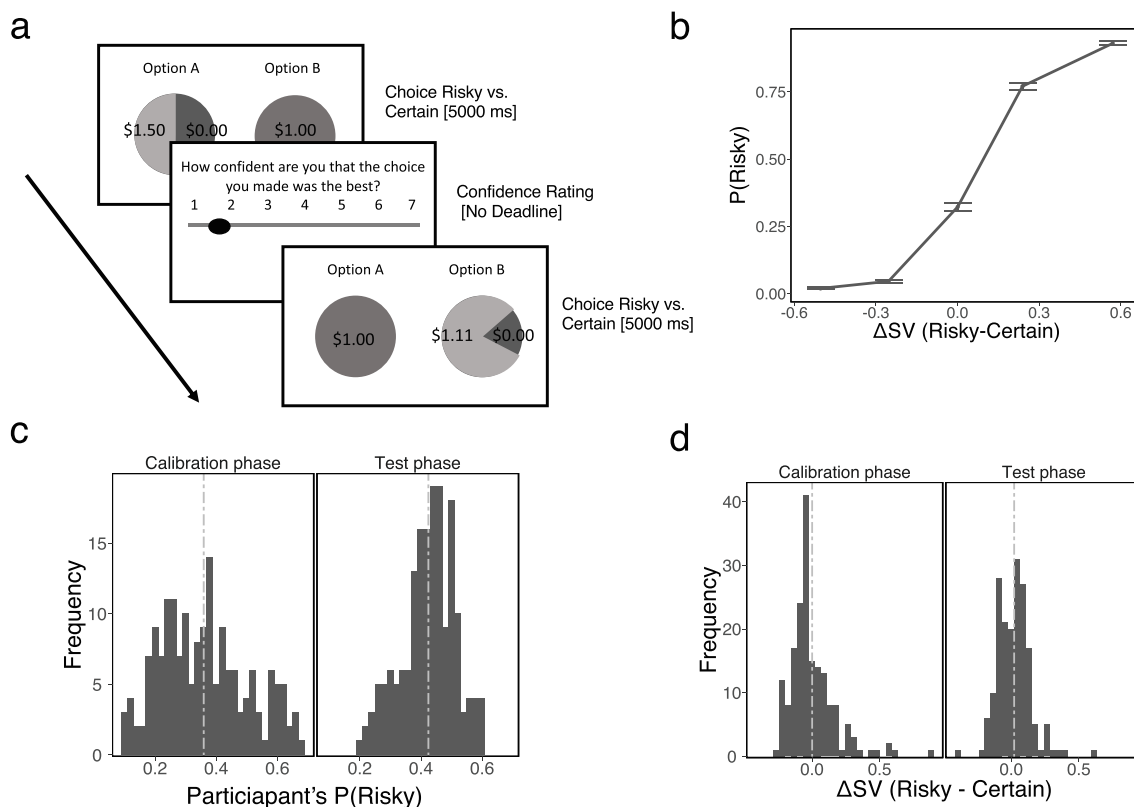 a
Option A
Option B
$1.50
$0.00
$1.00
Choice Risky vs.
Certain [5000 ms]
How confident are you that the choice
you made was the best?
1 2 3 4 5 6 7
Confidence Rating
[No Deadline]
Option A
Option B
$1.00
$1.11
$0.00
Choice Risky vs.
Certain [5000 ms]
b
P(Risky)
0.75
0.50
0.25
0.00
-0.6 -0.3 0.0 0.3 0.6
ΔSV (Risky-Certain)
c
Calibration phase
Test phase
Frequency
15
10
5
0
0.2 0.4 0.6
0.2 0.4 0.6
Particiapant's P(Risky)
d
Calibration phase
Test phase
Frequency
40
30
20
10
0
0.0 0.5
0.0 0.5
ΔSV (Risky - Certain)